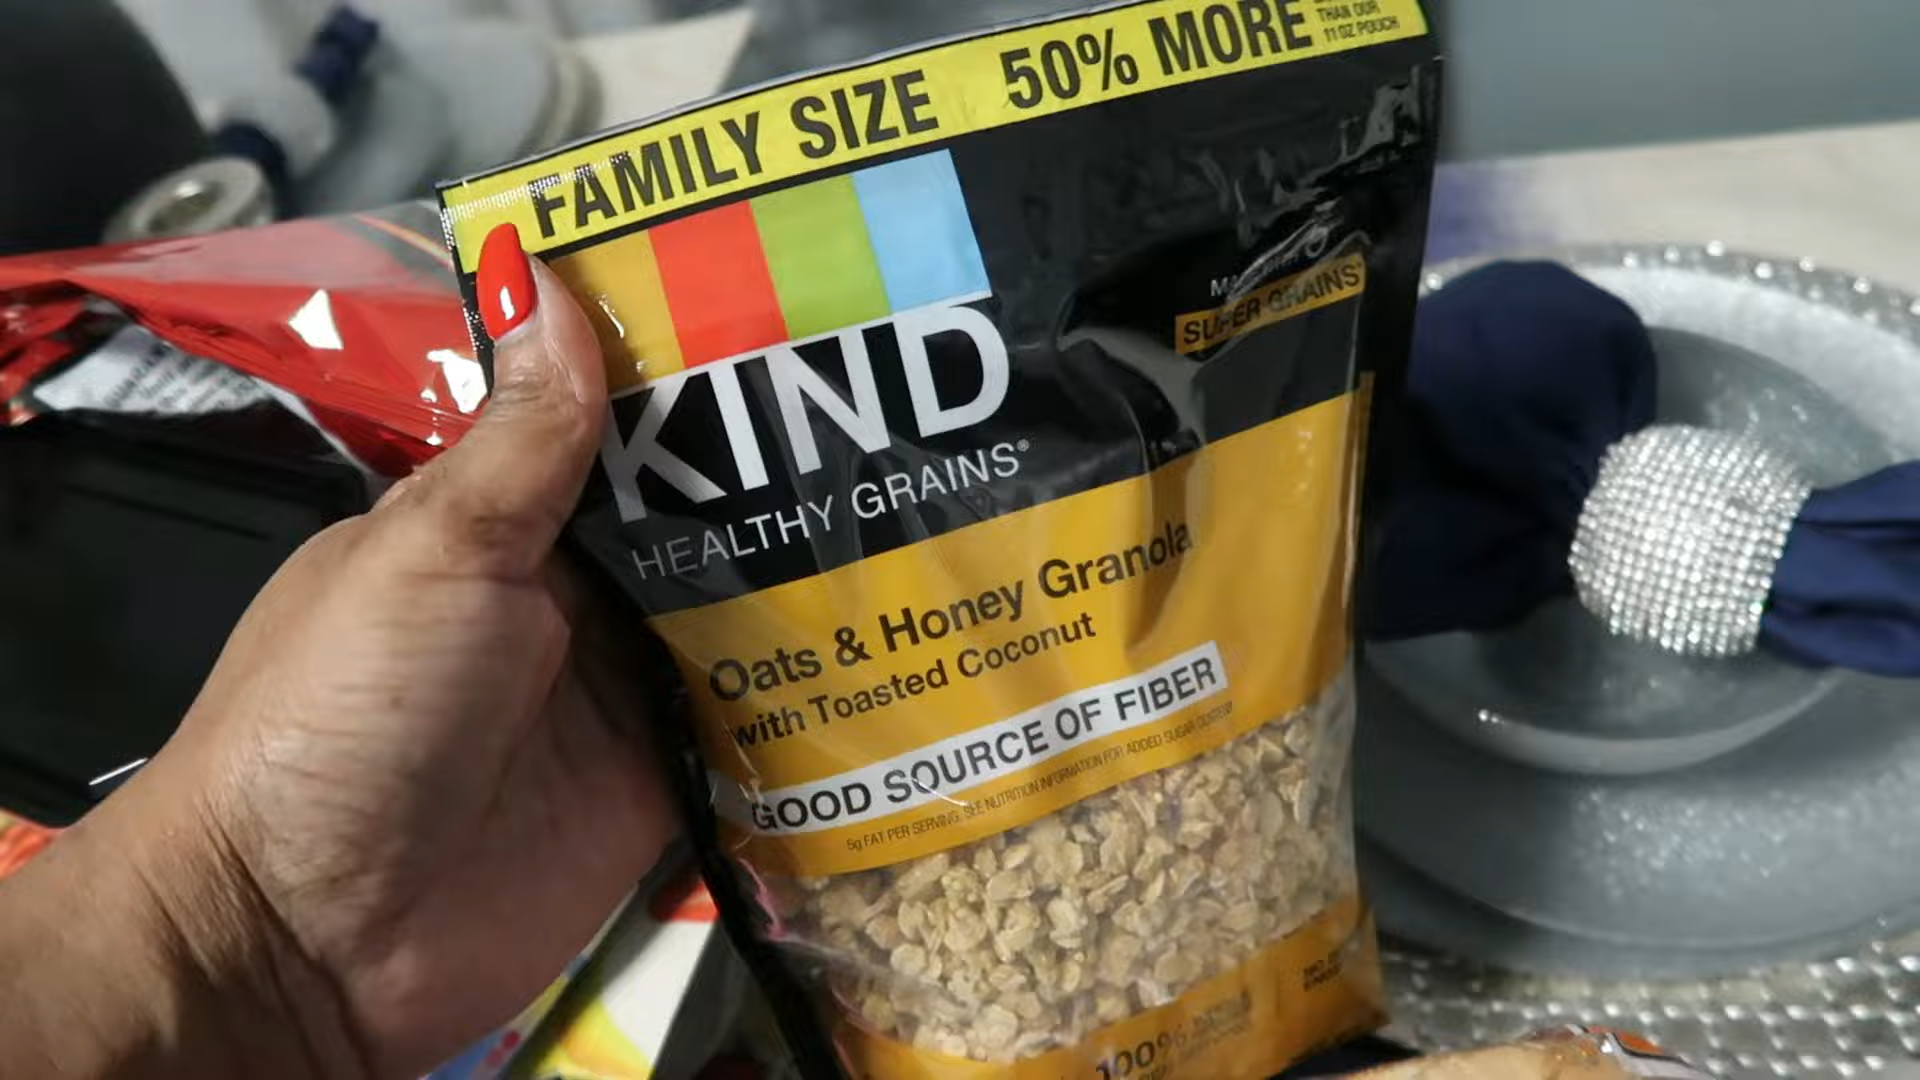 FAMILY SIZE 50% MORE
THAN OUR
11 OZ POUCH
KIND
HEALTHY GRAINS®
SUPER GRAINS
Oats & Honey Granola
with Toasted Coconut
GOOD SOURCE OF FIBER
5g FAT PER SERVING. SEE NUTRITION INFORMATION FOR ADDED SUGAR CONTENT
100%